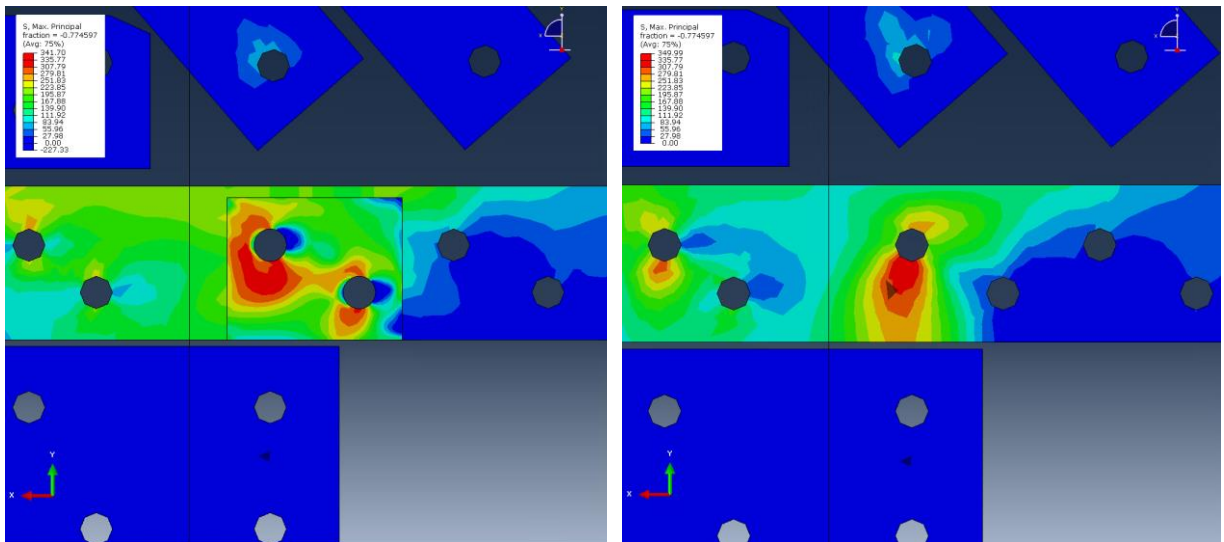 S, Max. Principal
fraction = -0.774597
(Avg: 75%)
341.70
335.77
307.79
279.81
251.83
223.85
195.87
167.88
139.90
111.92
83.94
55.96
27.98
0.00
-227.33
Y
X
Y
X
S, Max. Principal
fraction = -0.774597
(Avg: 75%)
349.99
335.77
307.79
279.81
251.83
223.85
195.87
167.88
139.90
111.92
83.94
55.96
27.98
0.00
Y
X
Y
X